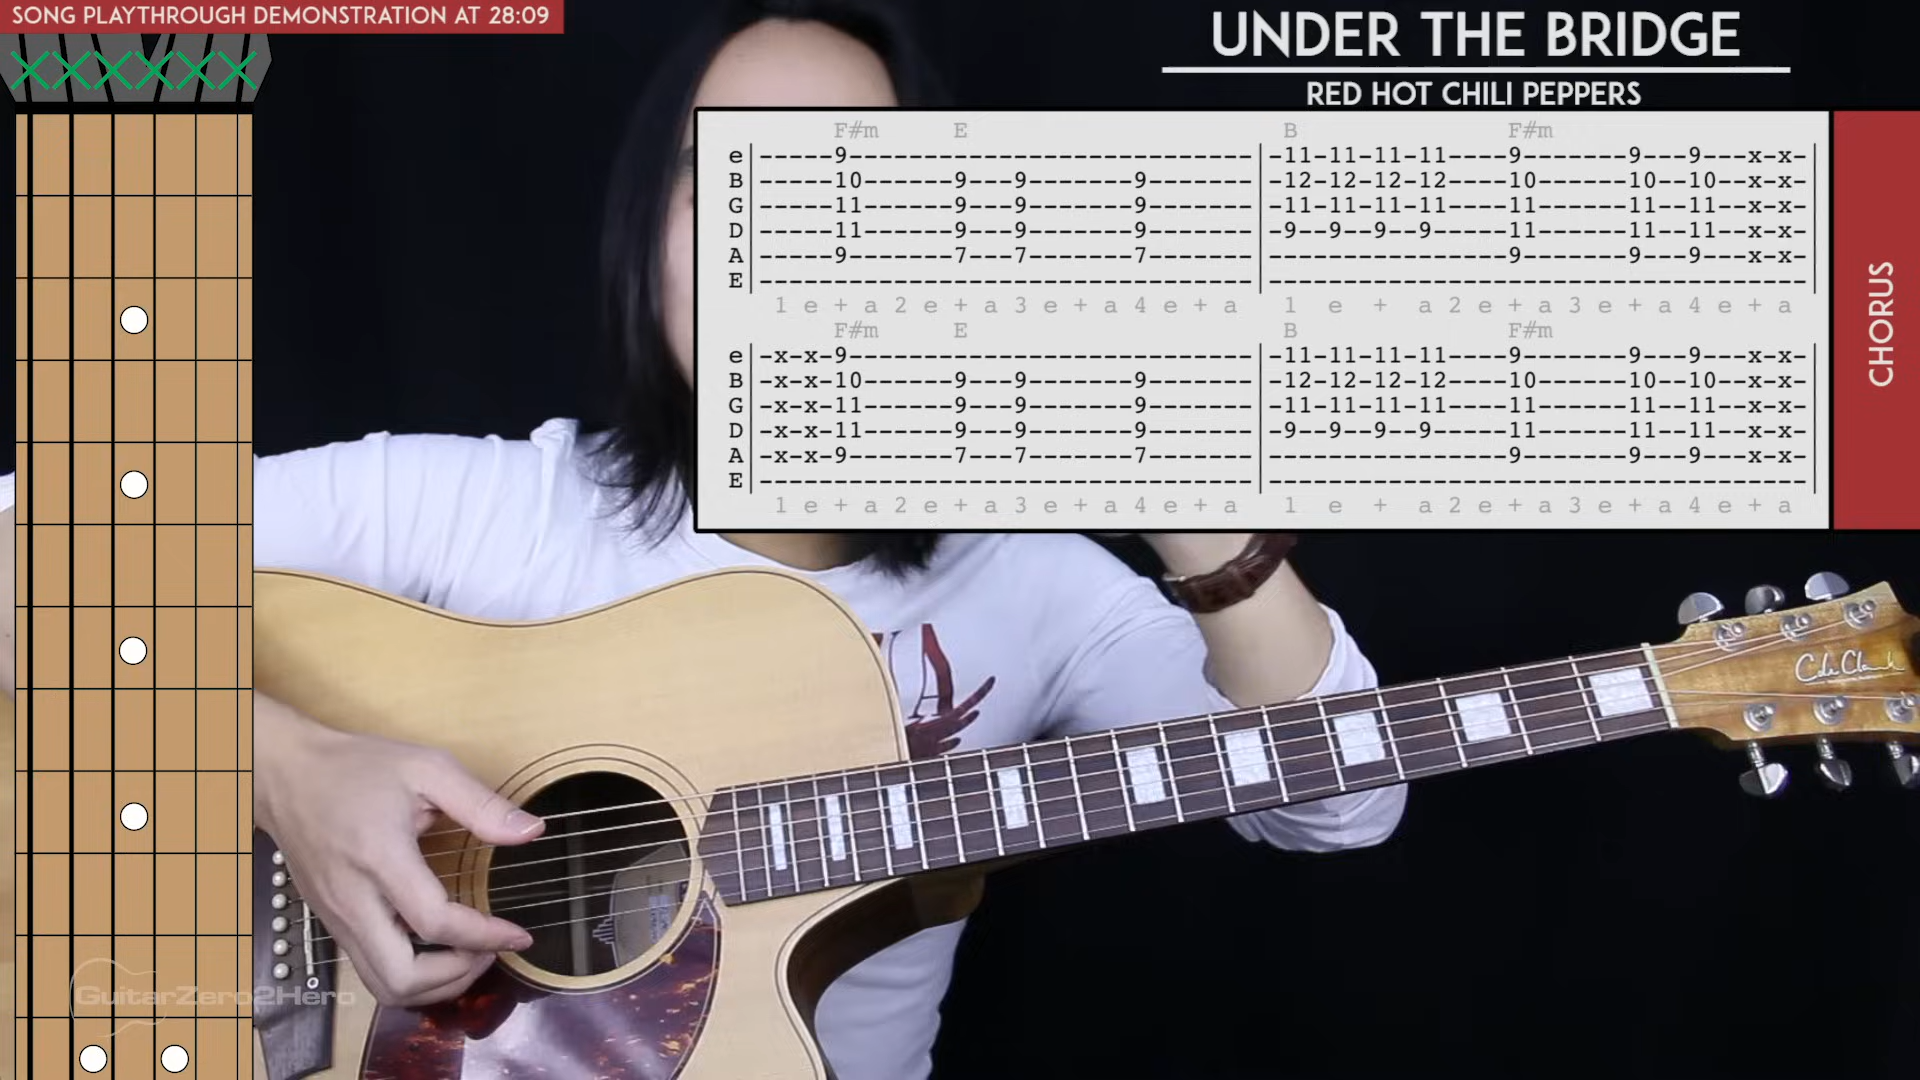 SONG PLAYTHROUGH DEMONSTRATION AT 28:09
XXXXXX
UNDER THE BRIDGE
RED HOT CHILI PEPPERS
F#m E B F#m
e|-----9---------------------------|-11-11-11-11----9-------9---9---x-x-|
B|-----10------9---9-------9-------|-12-12-12-12----10------10--10--x-x-|
G|-----11------9---9-------9-------|-11-11-11-11----11------11--11--x-x-|
D|-----11------9---9-------9-------|-9--9--9--9-----11------11--11--x-x-|
A|-----9-------7---7-------7-------|----------------9-------9---9---x-x-|
E|---------------------------------|------------------------------------|
1 e + a 2 e + a 3 e + a 4 e + a 1 e + a 2 e + a 3 e + a 4 e + a
F#m E B F#m
e|-x-x-9---------------------------|-11-11-11-11----9-------9---9---x-x-|
B|-x-x-10------9---9-------9-------|-12-12-12-12----10------10--10--x-x-|
G|-x-x-11------9---9-------9-------|-11-11-11-11----11------11--11--x-x-|
D|-x-x-11------9---9-------9-------|-9--9--9--9-----11------11--11--x-x-|
A|-x-x-9-------7---7-------7-------|----------------9-------9---9---x-x-|
E|---------------------------------|------------------------------------|
1 e + a 2 e + a 3 e + a 4 e + a 1 e + a 2 e + a 3 e + a 4 e + a
CHORUS
Cole Clark
GuitarZero2Hero